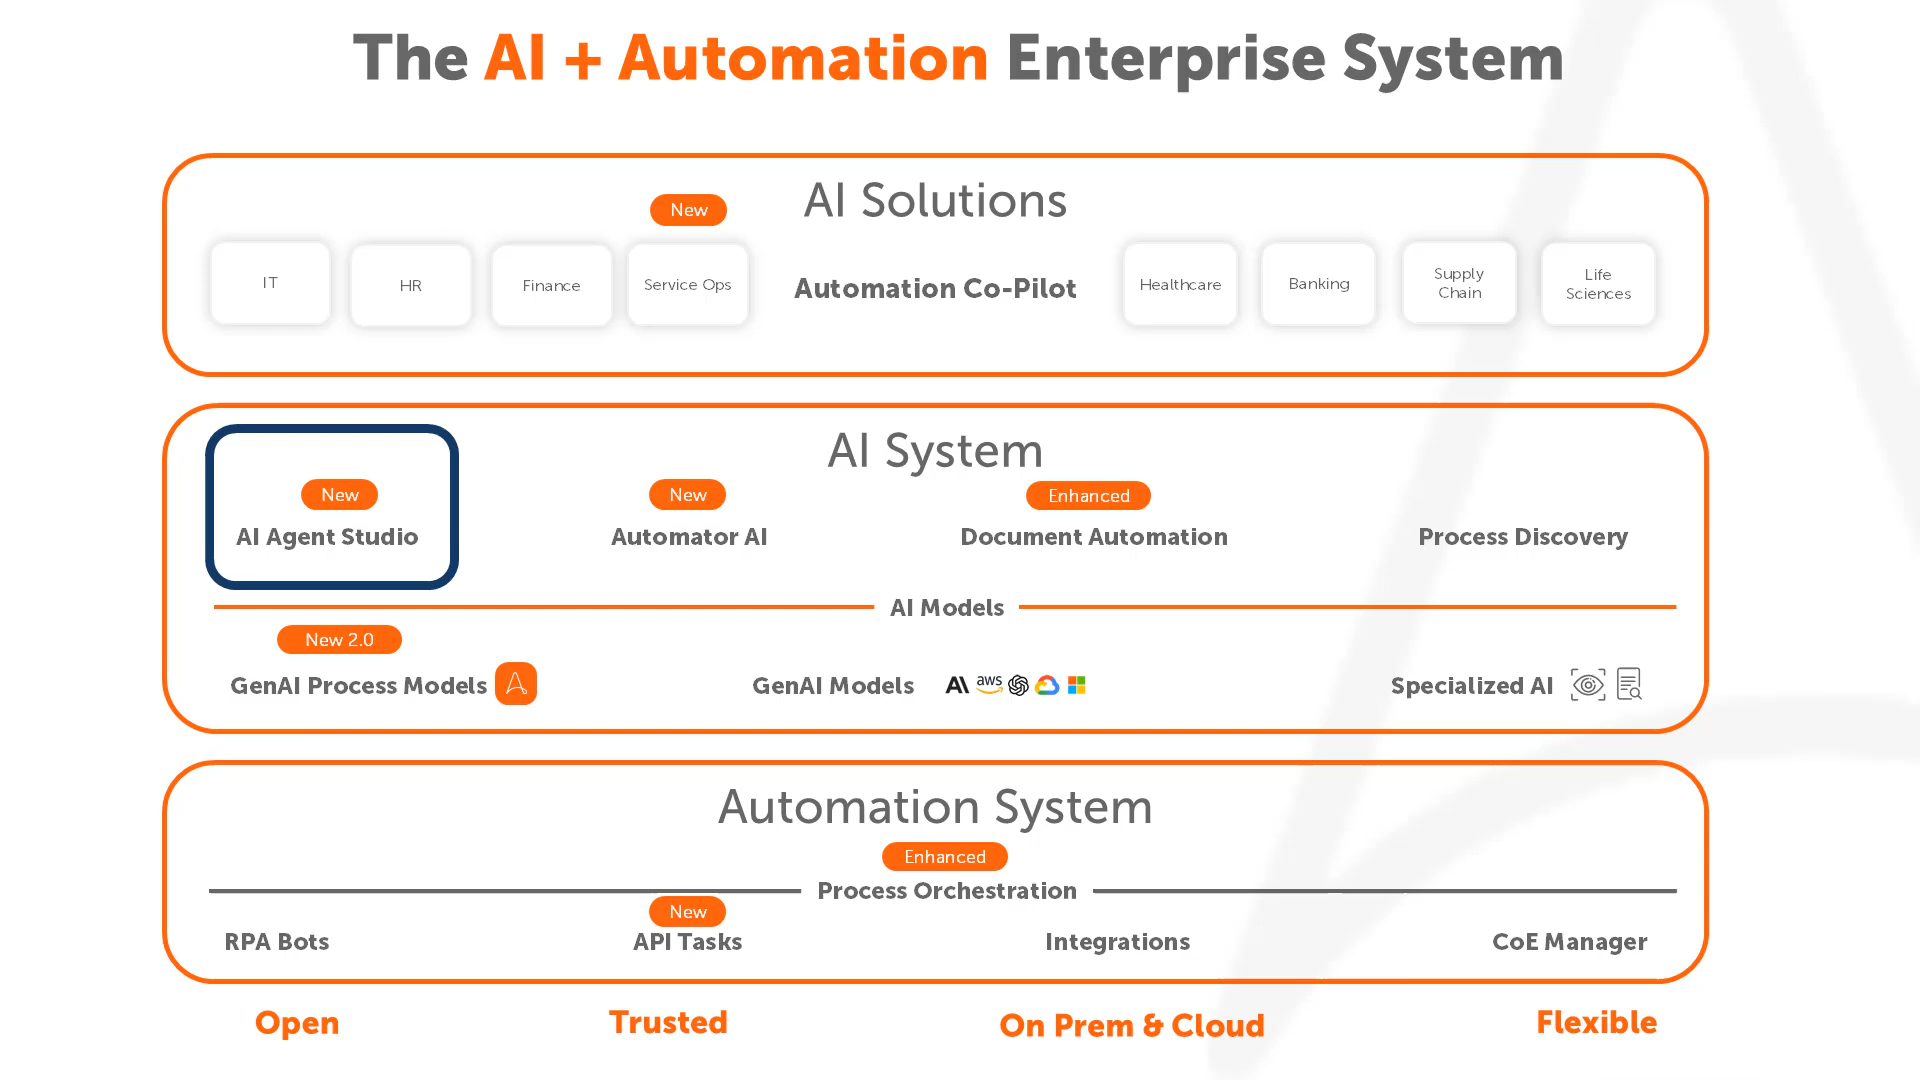 The AI + Automation Enterprise System
AI Solutions
New
IT
HR
Finance
Service Ops
Automation Co-Pilot
Healthcare
Banking
Supply
Chain
Life
Sciences
AI System
New
AI Agent Studio
New
Automator AI
Enhanced
Document Automation
Process Discovery
AI Models
New 2.0
GenAI Process Models
GenAI Models
aws
Specialized AI
Automation System
Enhanced
Process Orchestration
RPA Bots
New
API Tasks
Integrations
CoE Manager
Open
Trusted
On Prem & Cloud
Flexible